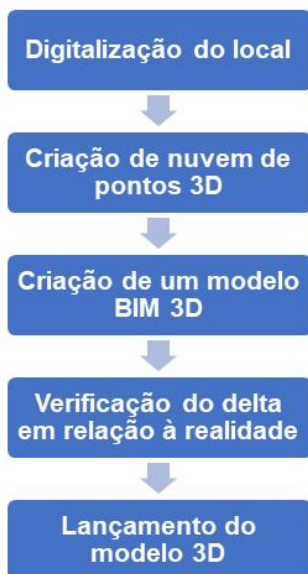 Digitalização do local
Criação de nuvem de
pontos 3D
Criação de um modelo
BIM 3D
Verificação do delta
em relação à realidade
Lançamento do
modelo 3D